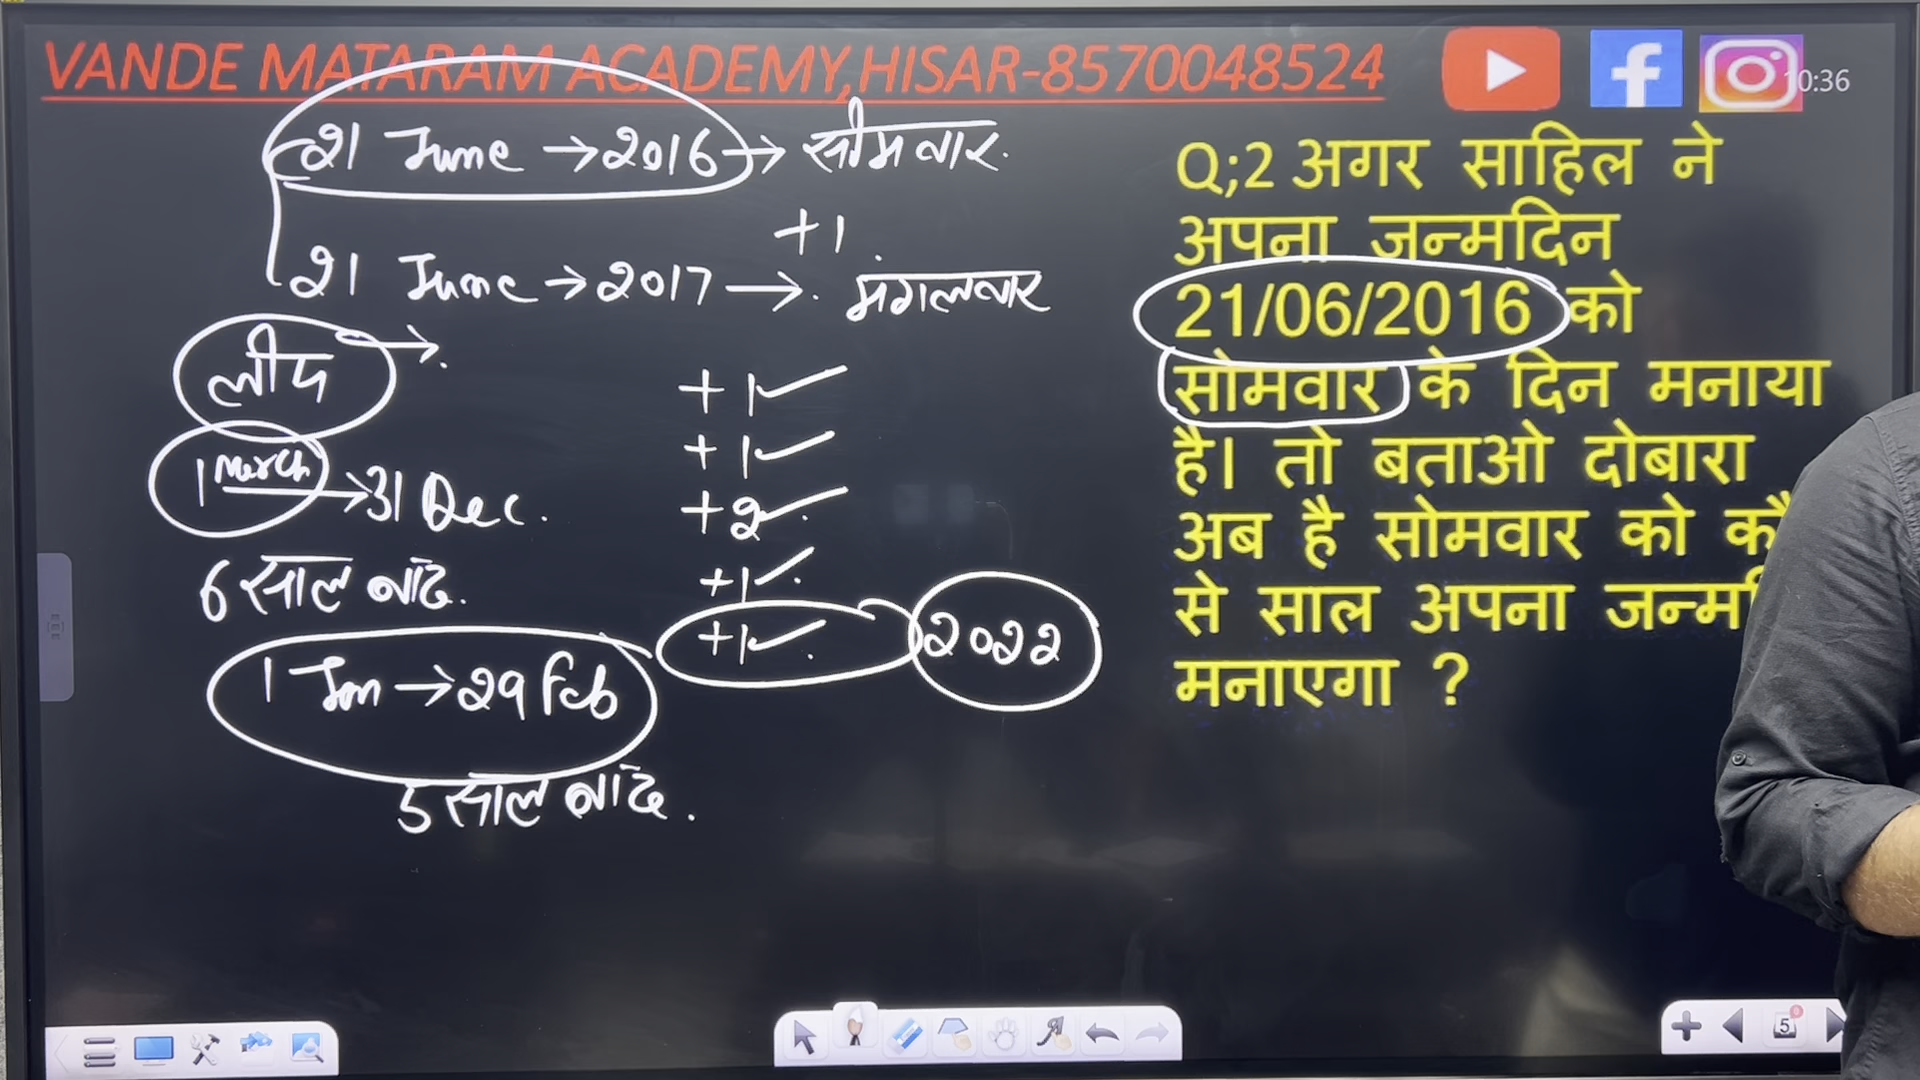 VANDE MATARAM ACADEMY,HISAR-8570048524
10:36
21 June → 2016 → सोमवार.
+1.
21 June → 2017 → मंगलवार
लीप →
1 March → 31 Dec.
6 साल बाद.
1 Jan → 29 Feb
5 साल बाद.
+1
+1
+2
+1
+1
2022
Q;2 अगर साहिल ने
अपना जन्मदिन
21/06/2016 को
सोमवार के दिन मनाया
है। तो बताओ दोबारा
अब है सोमवार को
से साल अपना
मनाएगा ?
5